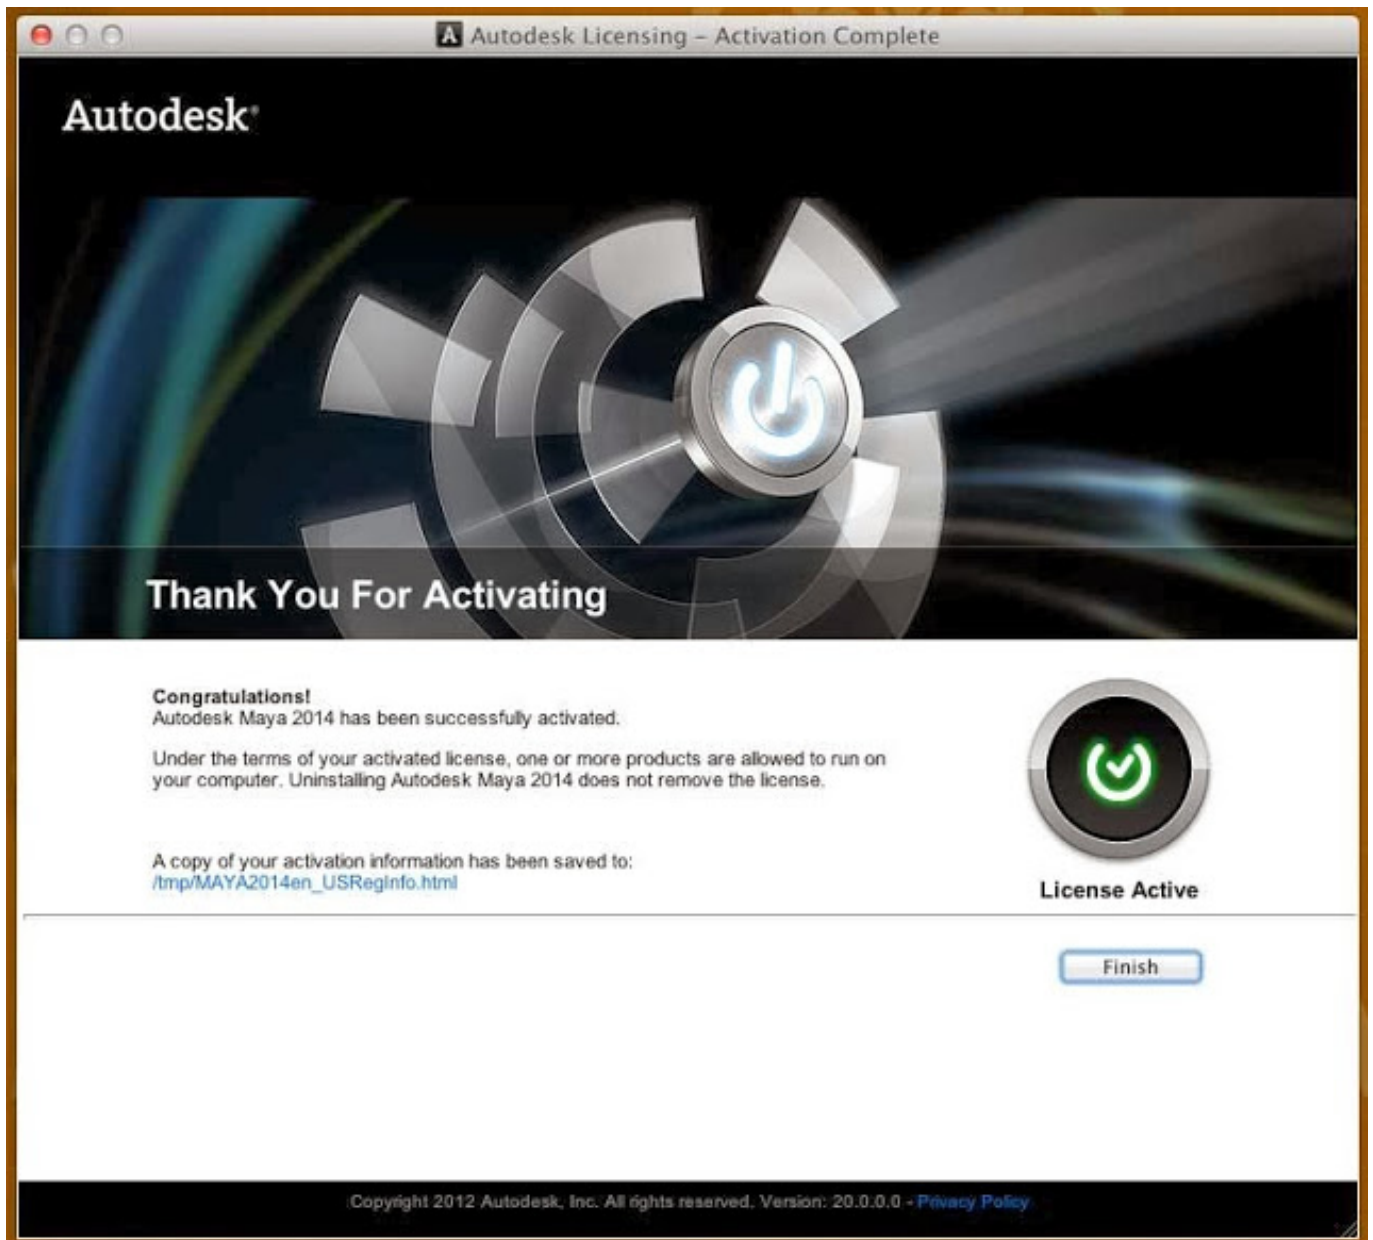 Autodesk Licensing – Activation Complete
Autodesk®
Thank You For Activating
Congratulations!
Autodesk Maya 2014 has been successfully activated.
Under the terms of your activated license, one or more products are allowed to run on
your computer. Uninstalling Autodesk Maya 2014 does not remove the license.
A copy of your activation information has been saved to:
/tmp/MAYA2014en_USRegInfo.html
License Active
Finish
Copyright 2012 Autodesk, Inc. All rights reserved. Version: 20.0.0.0 - Privacy Policy